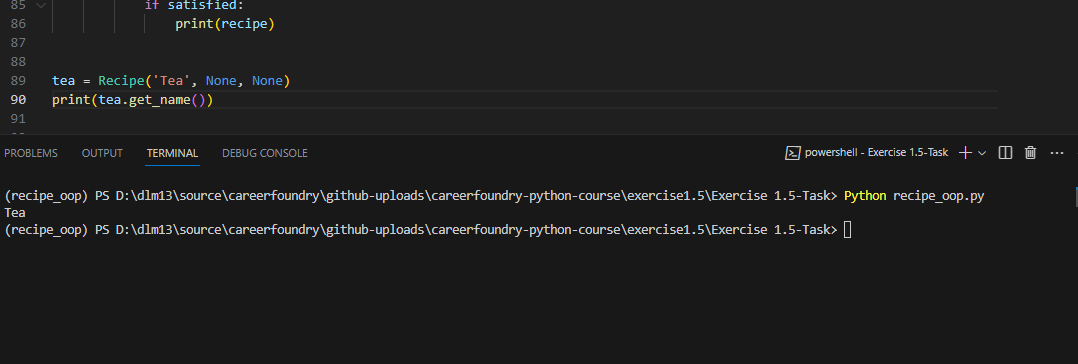 85 if satisfied:
86 print(recipe)
87
88
89 tea = Recipe('Tea', None, None)
90 print(tea.get_name())
91
PROBLEMS OUTPUT TERMINAL DEBUG CONSOLE powershell - Exercise 1.5-Task
(recipe_oop) PS D:\dlm13\source\careerfoundry\github-uploads\careerfoundry-python-course\exercise1.5\Exercise 1.5-Task> Python recipe_oop.py
Tea
(recipe_oop) PS D:\dlm13\source\careerfoundry\github-uploads\careerfoundry-python-course\exercise1.5\Exercise 1.5-Task>